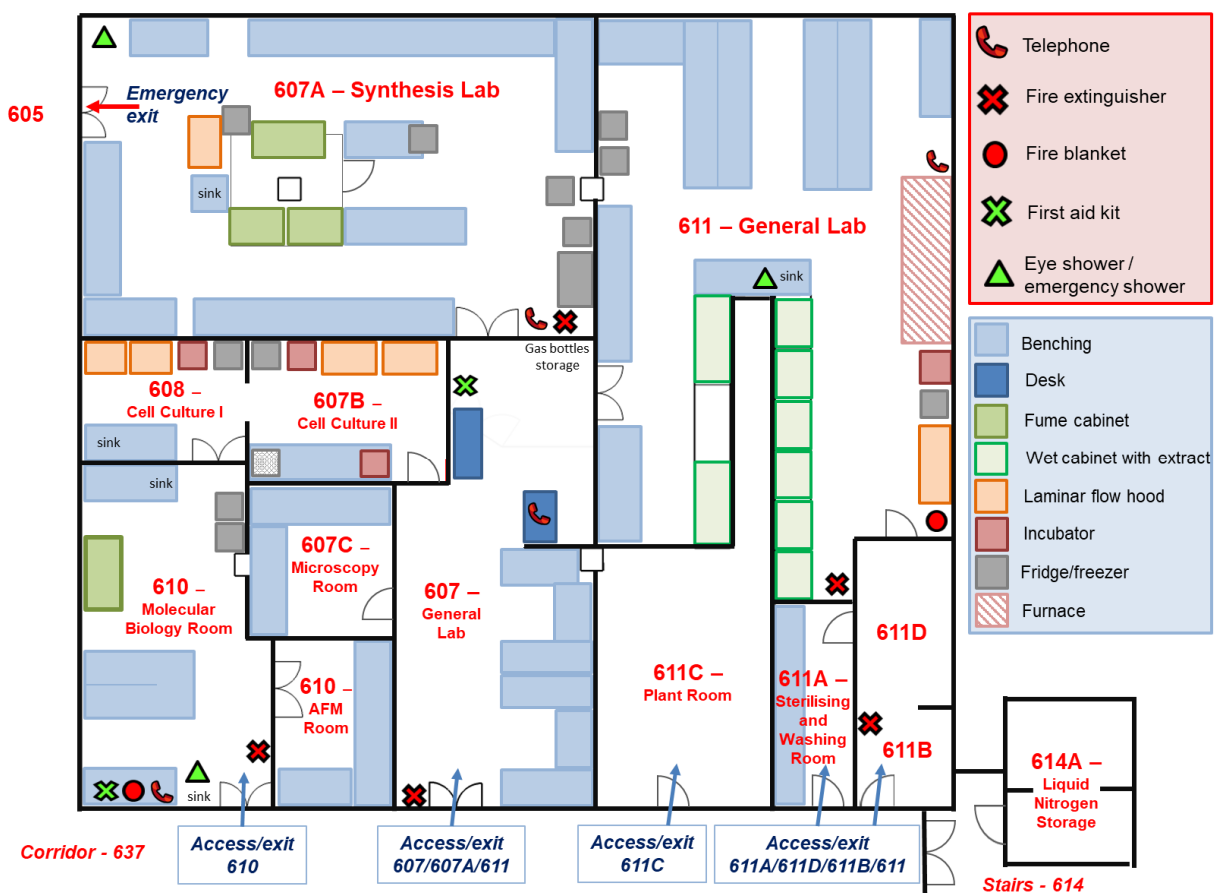 605
Emergency
exit
607A – Synthesis Lab
sink
611 – General Lab
sink
Gas bottles
storage
608 –
Cell Culture I
sink
607B –
Cell Culture II
sink
607C –
Microscopy
Room
610 –
Molecular
Biology Room
607 –
General
Lab
610 –
AFM
Room
611C –
Plant Room
611A –
Sterilising
and
Washing
Room
611D
611B
614A –
Liquid
Nitrogen
Storage
sink
Corridor - 637
Access/exit
610
Access/exit
607/607A/611
Access/exit
611C
Access/exit
611A/611D/611B/611
Stairs - 614
Telephone
Fire extinguisher
Fire blanket
First aid kit
Eye shower /
emergency shower
Benching
Desk
Fume cabinet
Wet cabinet with extract
Laminar flow hood
Incubator
Fridge/freezer
Furnace